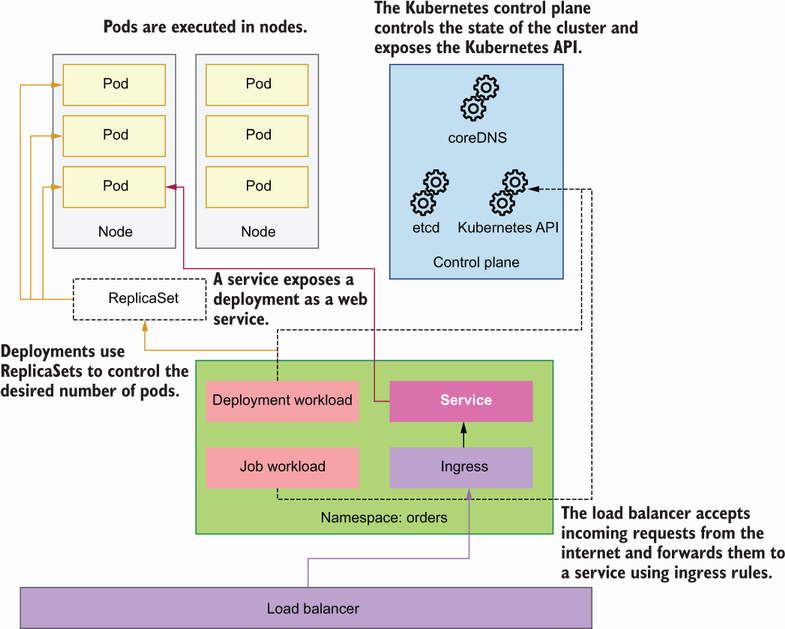 The Kubernetes control plane
controls the state of the cluster and
exposes the Kubernetes API.
Pods are executed in nodes.
Pod
Pod
Pod
Node
Pod
Pod
Pod
Node
coreDNS
etcd
Kubernetes API
Control plane
ReplicaSet
A service exposes a
deployment as a web
service.
Deployments use
ReplicaSets to control the
desired number of pods.
Deployment workload
Service
Job workload
Ingress
Namespace: orders
The load balancer accepts
incoming requests from the
internet and forwards them to
a service using ingress rules.
Load balancer